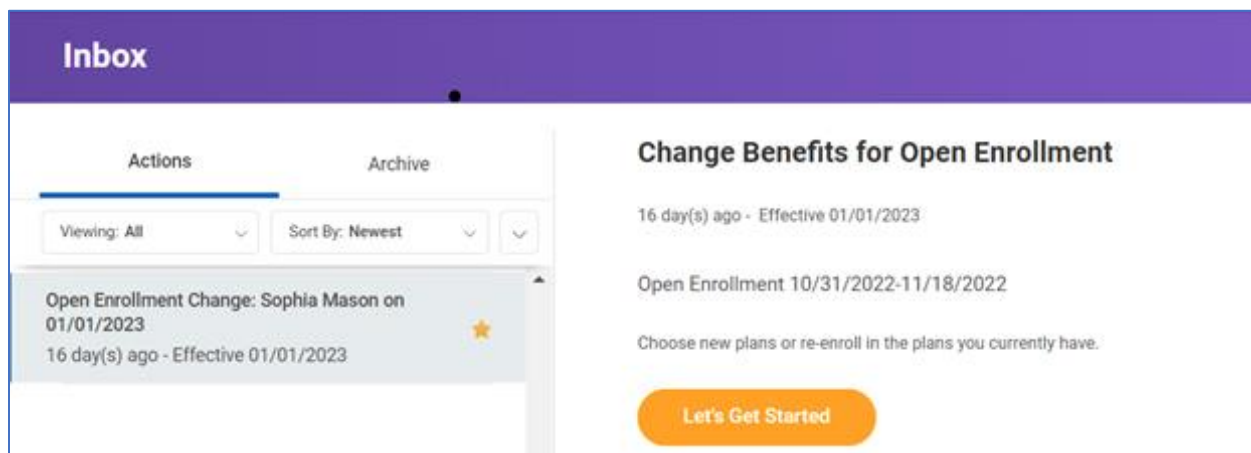 Inbox
Actions
Archive
Viewing: All
Sort By: Newest
Open Enrollment Change: Sophia Mason on
01/01/2023
16 day(s) ago - Effective 01/01/2023
Change Benefits for Open Enrollment
16 day(s) ago - Effective 01/01/2023
Open Enrollment 10/31/2022-11/18/2022
Choose new plans or re-enroll in the plans you currently have.
Let's Get Started